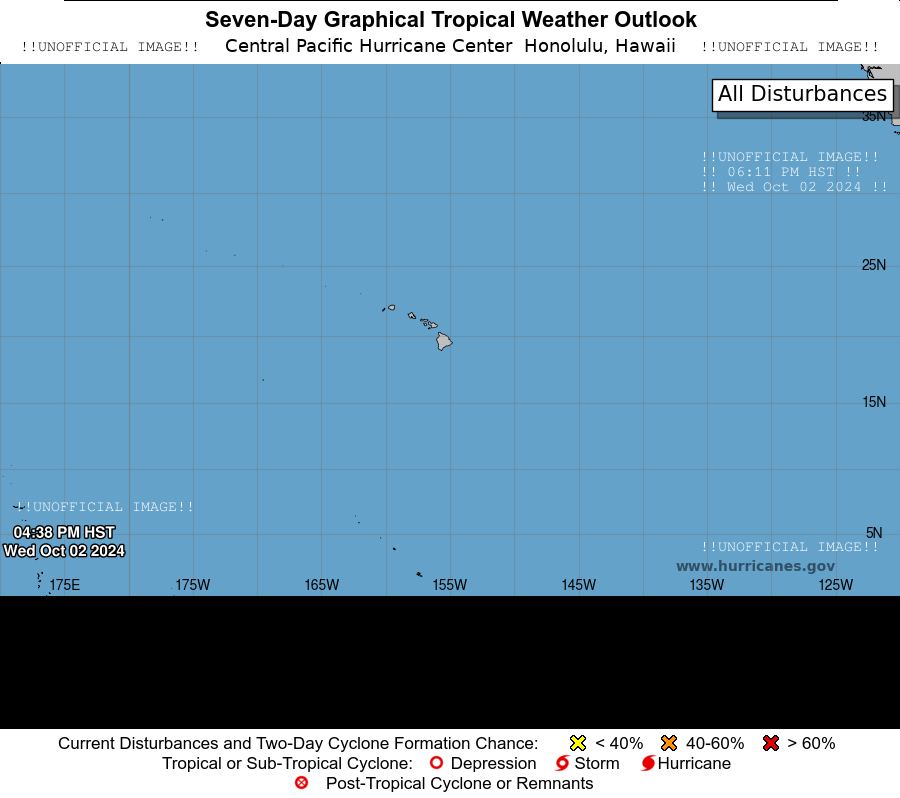 Seven-Day Graphical Tropical Weather Outlook
!!UNOFFICIAL IMAGE!! Central Pacific Hurricane Center Honolulu, Hawaii !!UNOFFICIAL IMAGE!!
All Disturbances
35N
!!UNOFFICIAL IMAGE!!
!! 06:11 PM HST !!
!! Wed Oct 02 2024 !!
25N
15N
!!UNOFFICIAL IMAGE!!
04:38 PM HST
5N
Wed Oct 02 2024
!!UNOFFICIAL IMAGE!!
www.hurricanes.gov
175E 175W 165W 155W 145W 135W 125W
Current Disturbances and Two-Day Cyclone Formation Chance: < 40% 40-60% > 60%
Tropical or Sub-Tropical Cyclone: Depression Storm Hurricane
Post-Tropical Cyclone or Remnants